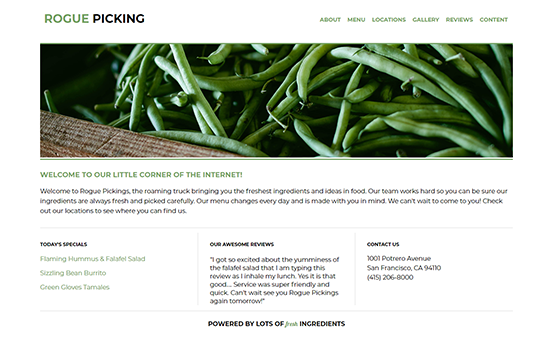 ROGUE PICKING
ABOUT MENU LOCATIONS GALLERY REVIEWS CONTENT
WELCOME TO OUR LITTLE CORNER OF THE INTERNET!
Welcome to Rogue Pickings, the roaming truck bringing you the freshest ingredients and ideas in food. Our team works hard so you can be sure our
ingredients are always fresh and picked carefully. Our menu changes every day and is made with you in mind. We can't wait to come to you! Check
out our locations to see where you can find us.
TODAY'S SPECIALS
Flaming Hummus & Falafel Salad
Sizzling Bean Burrito
Green Gloves Tamales
OUR AWESOME REVIEWS
"I got so excited about the yumminess of
the falafel salad that I am typing this
review as I inhale my lunch. Yes it is that
good... Service was super friendly and
quick. Can't wait see you Rogue Pickings
again tomorrow!"
CONTACT US
1001 Potrero Avenue
San Francisco, CA 94110
(415) 206-8000
POWERED BY LOTS OF fresh INGREDIENTS